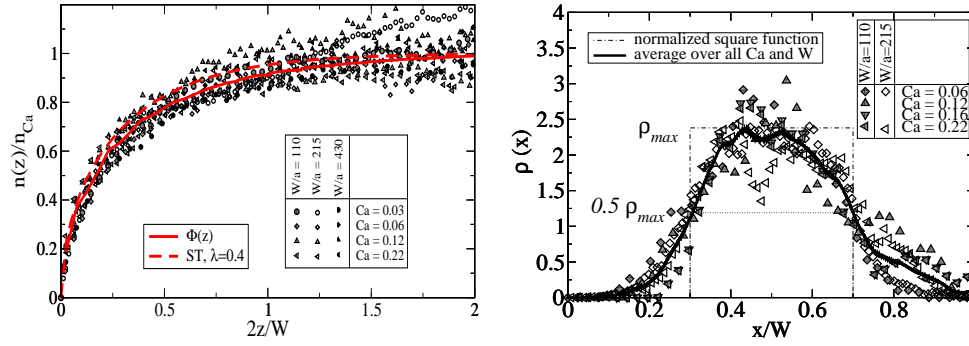 n(z)/n_Ca
1.2
1
0.8
0.6
0.4
0.2
0
0
0.5
1
1.5
2
2z/W
W/a = 110
W/a = 215
W/a = 430
Ca = 0.03
Ca = 0.06
Ca = 0.12
Ca = 0.22
Φ(z)
ST, λ=0.4
ρ (x)
4
3.5
3
2.5
2
1.5
1
0.5
0
0
0.2
0.4
0.6
0.8
1
x/W
normalized square function
average over all Ca and W
W/a=110
W/a=215
Ca = 0.06
Ca = 0.12
Ca = 0.16
Ca = 0.22
ρ_max
0.5 ρ_max